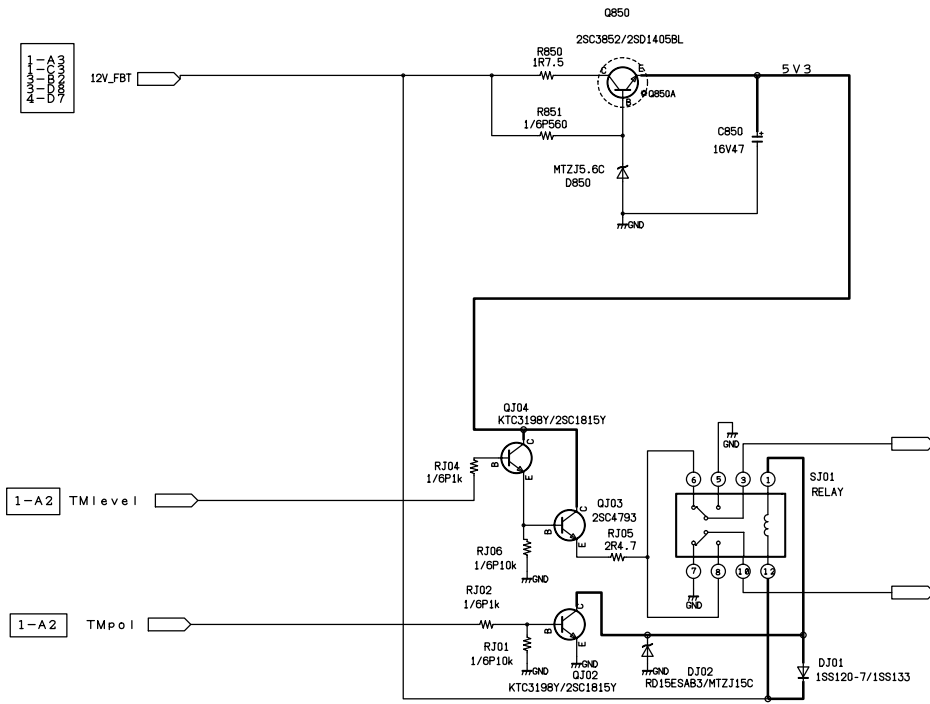 Q850
2SC3852/2SD1405BL
1-A3
1-C3
3-B2
3-D8
4-D7
12V_FBT
R850
1R7.5
C
E
B
Q850A
5V3
R851
1/6P560
C850
16V47
+
MTZJ5.6C
D850
GND
QJ04
KTC3198Y/2SC1815Y
C
B
E
RJ04
1/6P1k
1-A2
TMlevel
QJ03
2SC4793
C
B
E
RJ05
2R4.7
RJ06
1/6P10k
GND
GND
6
5
3
1
SJ01
RELAY
7
8
10
12
GND
RJ02
1/6P1k
1-A2
TMpol
RJ01
1/6P10k
GND
C
B
E
GND
QJ02
KTC3198Y/2SC1815Y
GND
DJ02
RD15ESAB3/MTZJ15C
DJ01
1SS120-7/1SS133